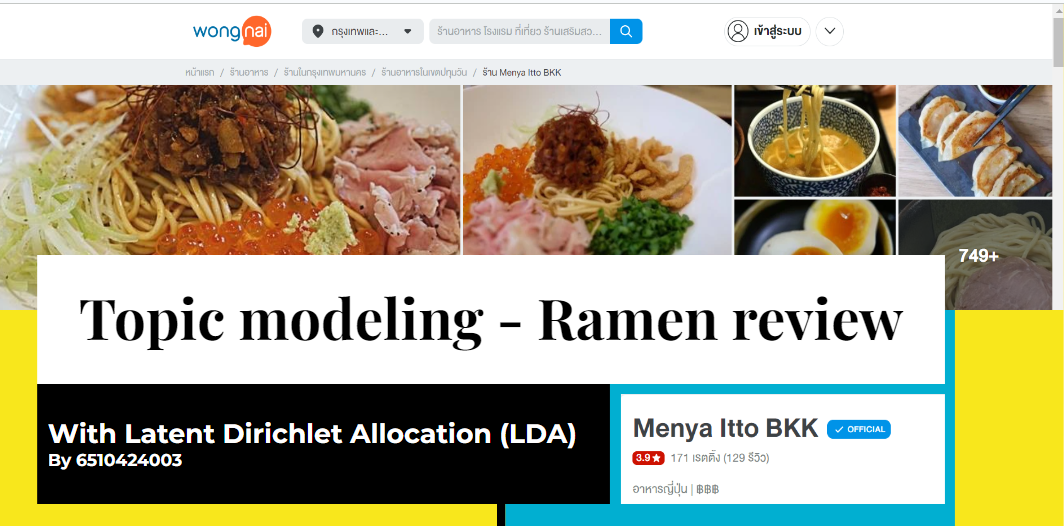 wongnai
กรุงเทพและ...
ร้านอาหาร โรงแรม ที่เที่ยว ร้านเสริมสว...
เข้าสู่ระบบ
หน้าแรก / ร้านอาหาร / ร้านในกรุงเทพมหานคร / ร้านอาหารในเขตปทุมวัน / ร้าน Menya Itto BKK
749+
Topic modeling - Ramen review
With Latent Dirichlet Allocation (LDA)
By 6510424003
Menya Itto BKK OFFICIAL
3.9 171 เรตติ้ง (129 รีวิว)
อาหารญี่ปุ่น | ฿฿฿